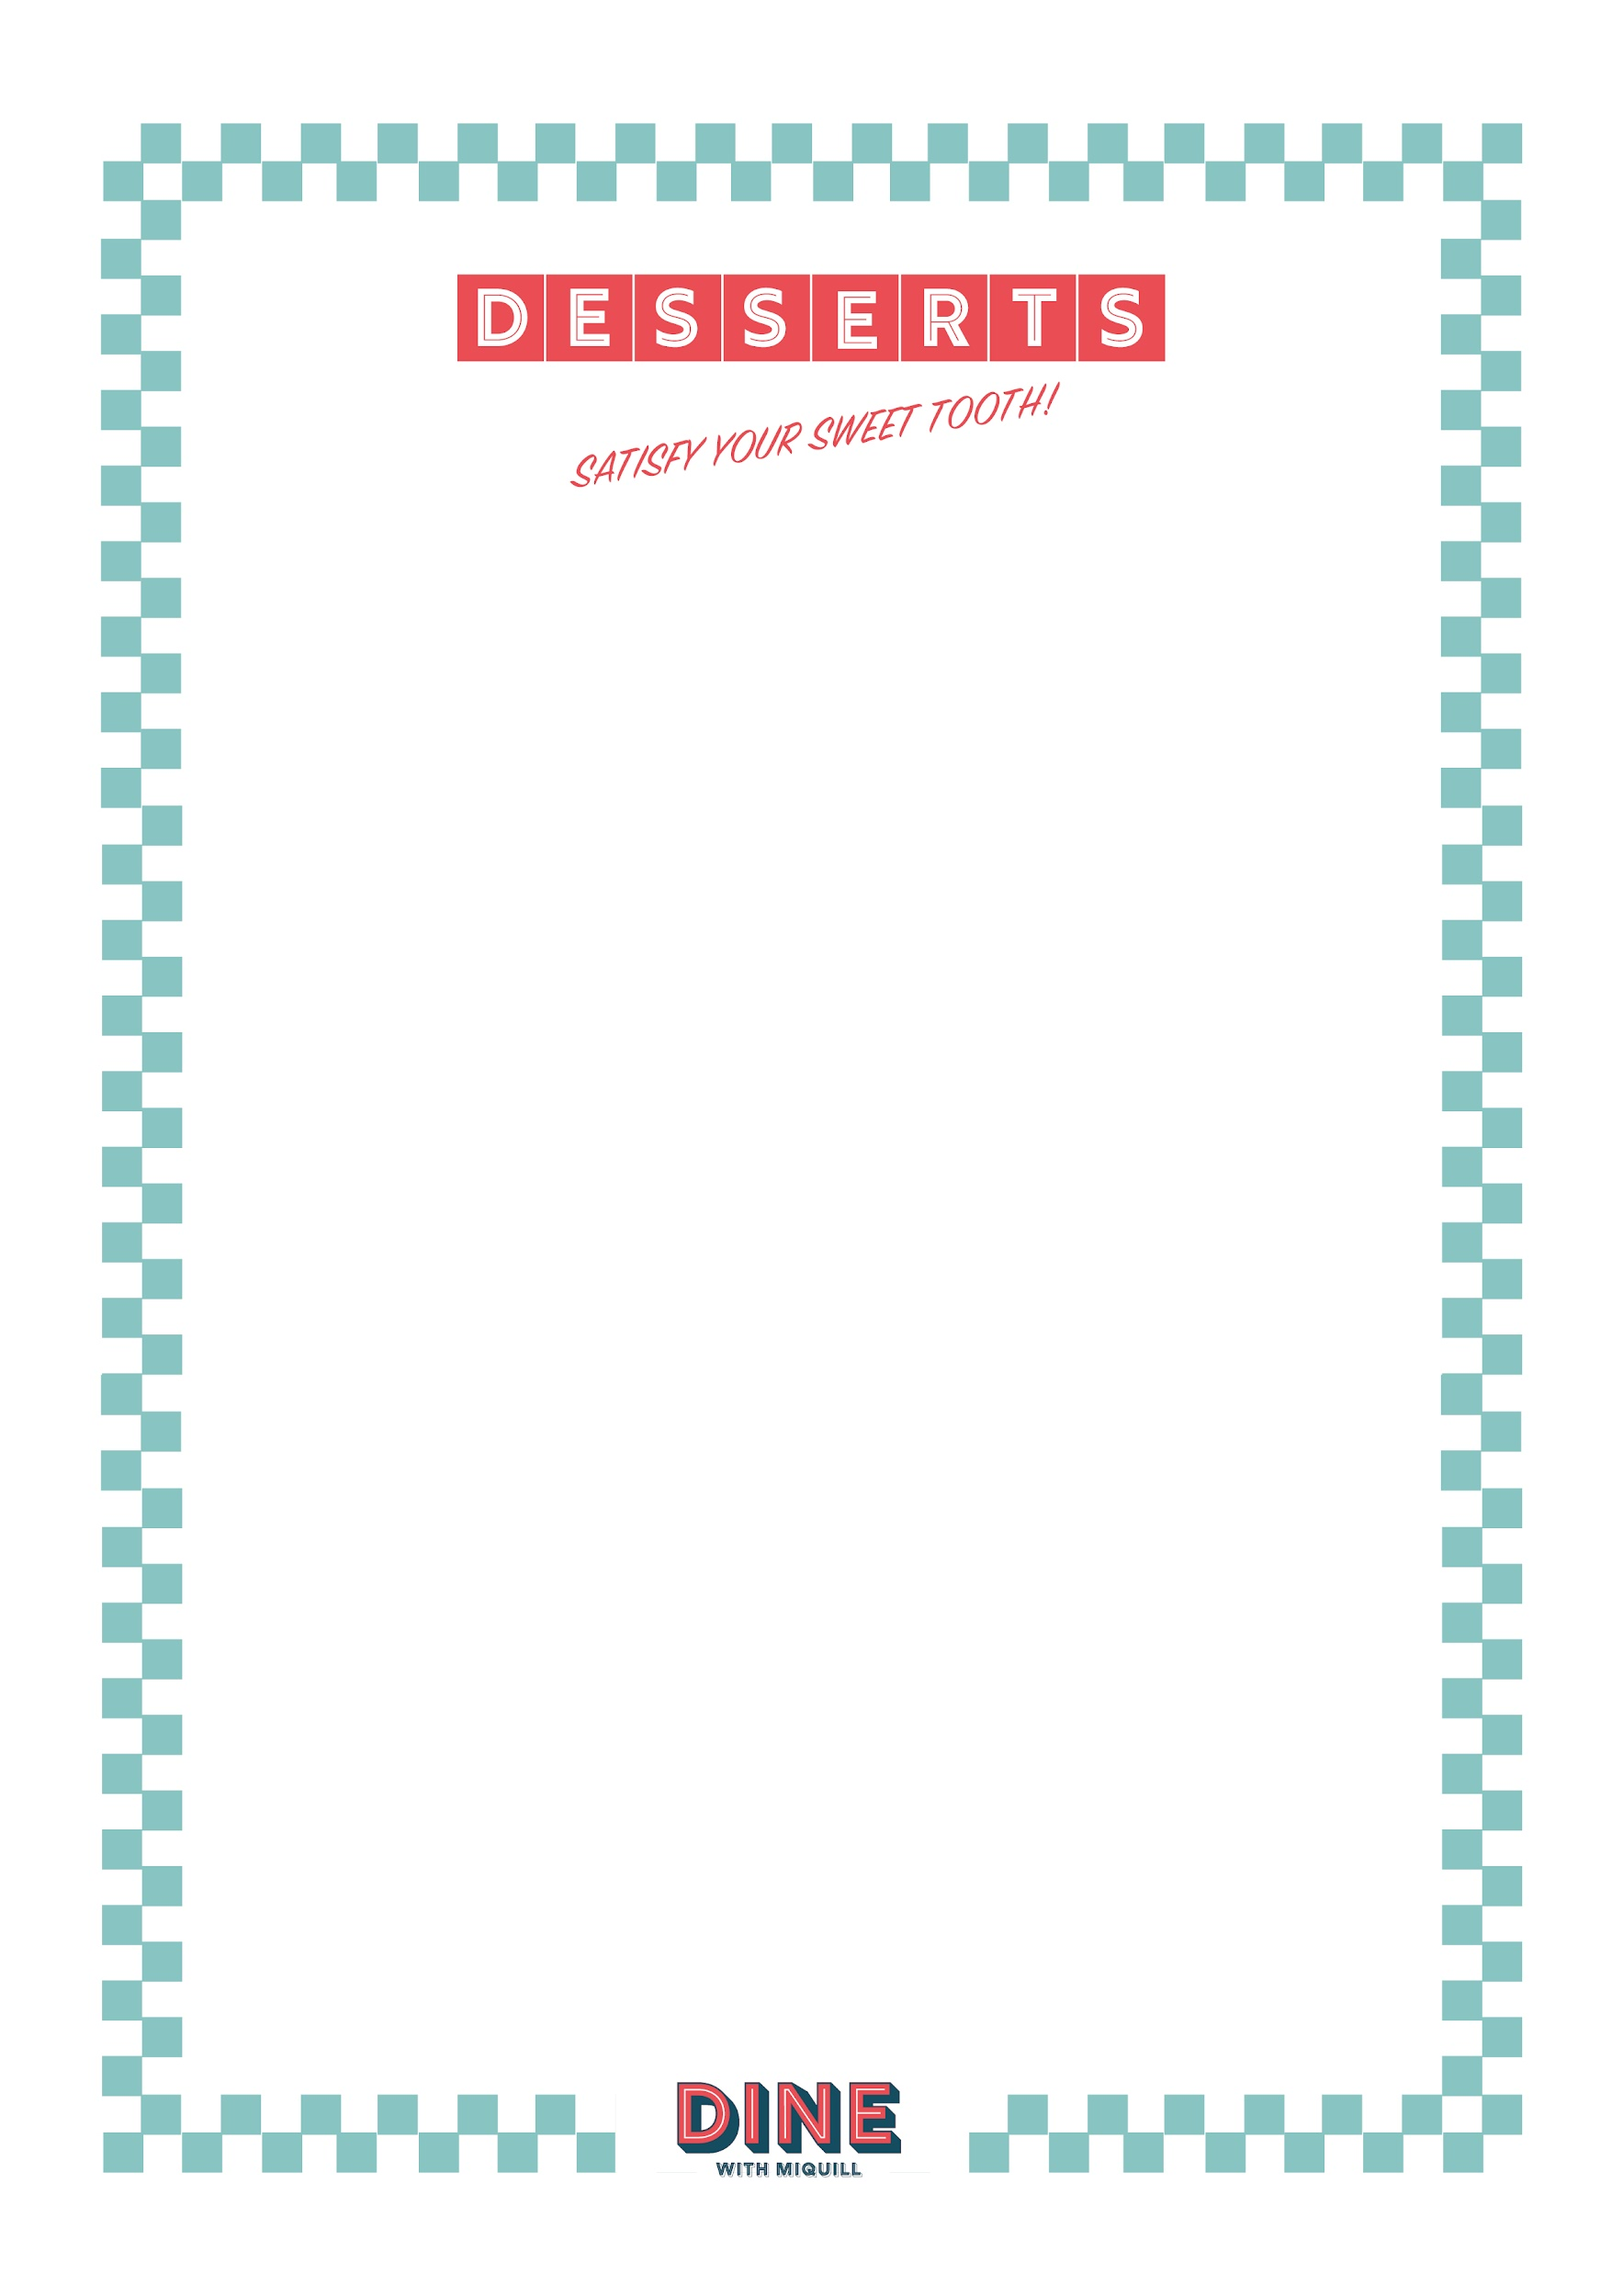 DESSERTS
SATISFY YOUR SWEET TOOTH!
DINE
WITH MIQUILL